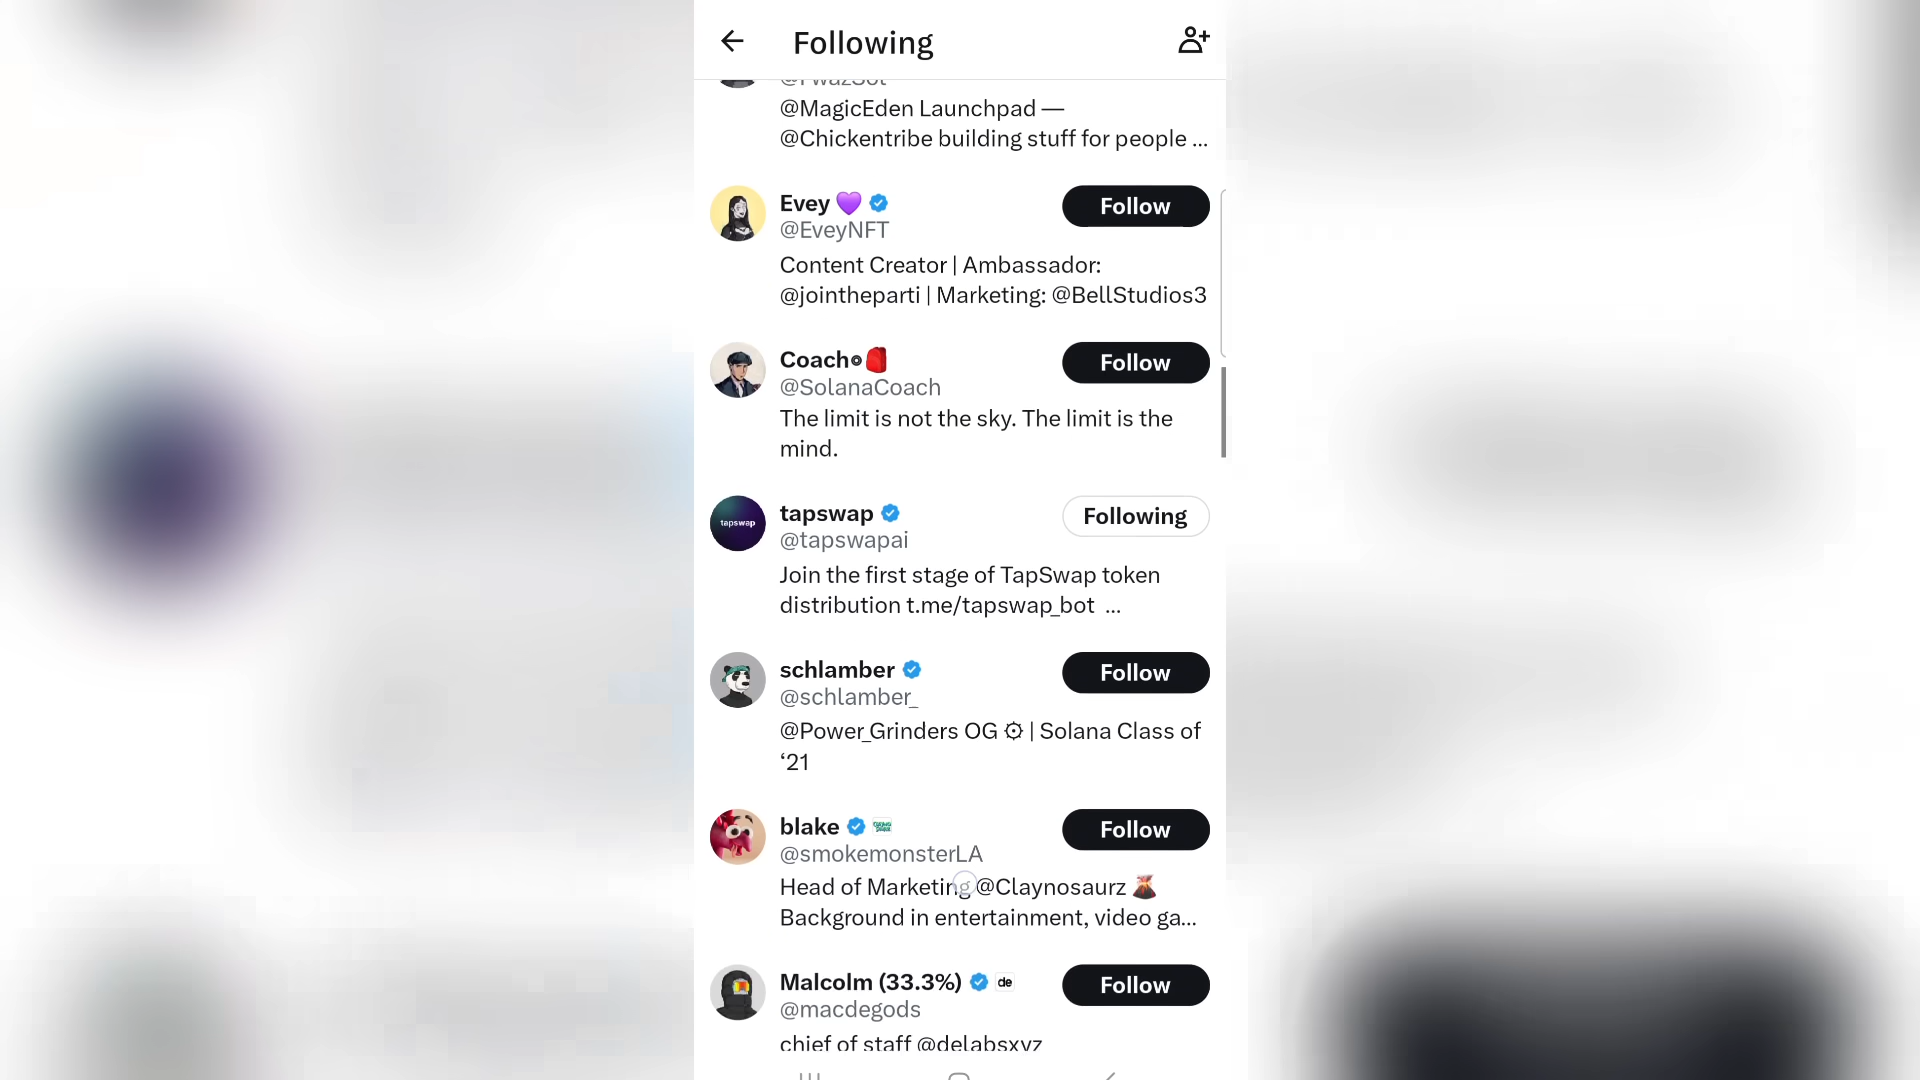 Following
@MagicEden Launchpad —
@Chickentribe building stuff for people ...
Evey 💜
Follow
@EveyNFT
Content Creator | Ambassador:
@jointheparti | Marketing: @BellStudios3
Coach🎒
Follow
@SolanaCoach
The limit is not the sky. The limit is the
mind.
tapswap
tapswap
Following
@tapswapai
Join the first stage of TapSwap token
distribution t.me/tapswap_bot ...
schlamber
Follow
@schlamber_
@Power_Grinders OG ⚙ | Solana Class of
‘21
blake
Follow
@smokemonsterLA
Head of Marketing @Claynosaurz 🌋
Background in entertainment, video ga...
Malcolm (33.3%)
de
Follow
@macdegods
chief of staff @delabsxyz